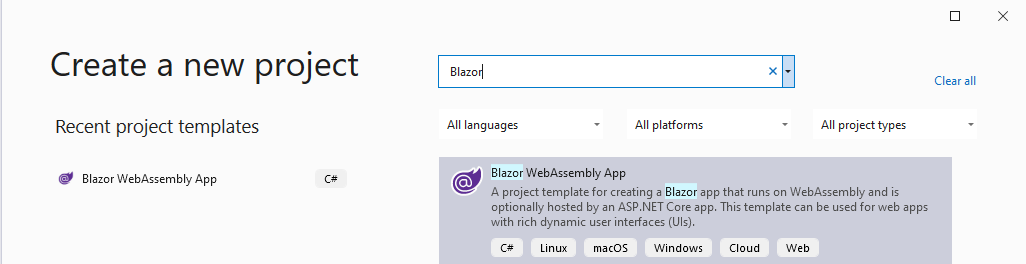 Create a new project
Blazor
Clear all
Recent project templates
All languages
All platforms
All project types
Blazor WebAssembly App
C#
Blazor WebAssembly App
A project template for creating a Blazor app that runs on WebAssembly and is
optionally hosted by an ASP.NET Core app. This template can be used for web apps
with rich dynamic user interfaces (UIs).
C# Linux macOS Windows Cloud Web